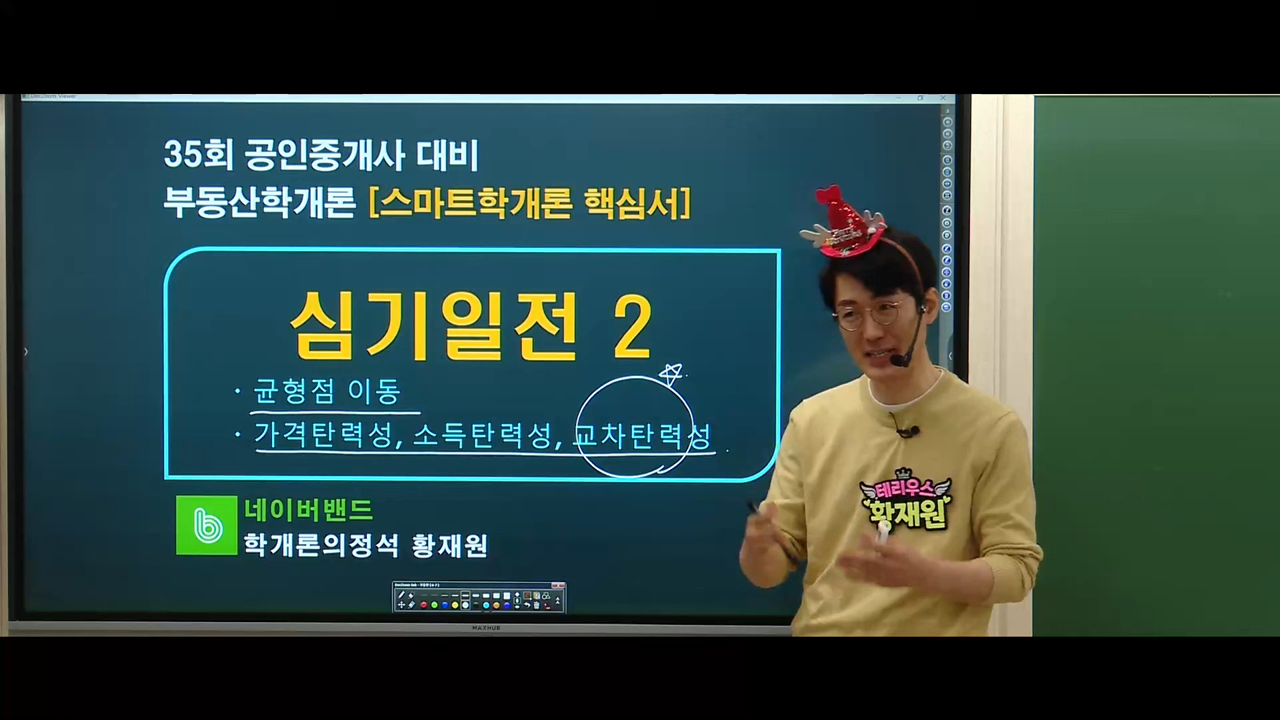 35회 공인중개사 대비
부동산학개론 [스마트학개론 핵심서]
심기일전 2
· 균형점 이동
· 가격탄력성, 소득탄력성, 교차탄력성
네이버밴드
학개론의정석 황재원
테리우스
황재원
MAXHUB